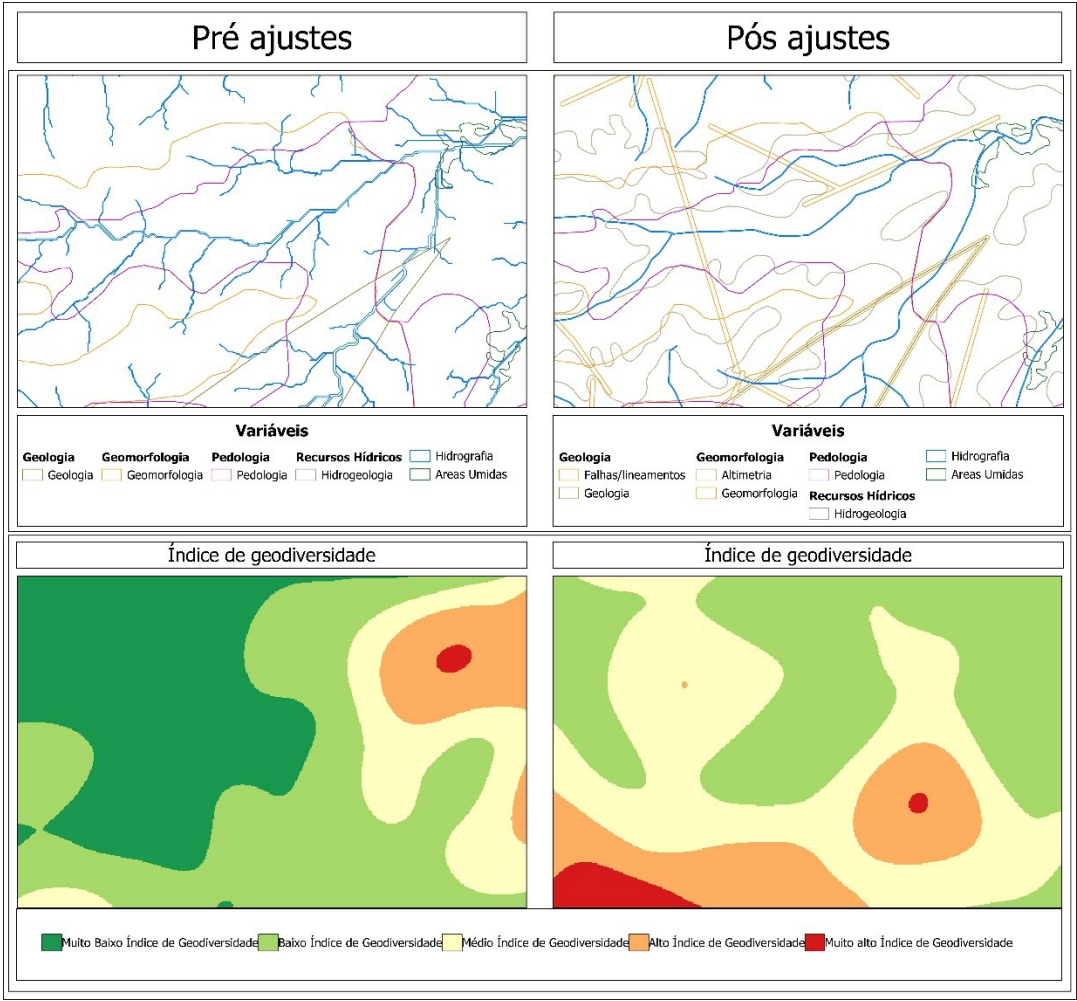 Pré ajustes
Pós ajustes
Variáveis
Geologia Geomorfologia Pedologia Recursos Hídricos Hidrografia
Geologia Geomorfologia Pedologia Hidrogeologia Areas Umidas
Variáveis
Geologia Geomorfologia Pedologia Hidrografia
Falhas/lineamentos Altimetria Pedologia Areas Umidas
Geologia Geomorfologia Recursos Hídricos
Hidrogeologia
Índice de geodiversidade
Índice de geodiversidade
Muito Baixo Índice de Geodiversidade Baixo Índice de Geodiversidade Médio Índice de Geodiversidade Alto Índice de Geodiversidade Muito alto Índice de Geodiversidade